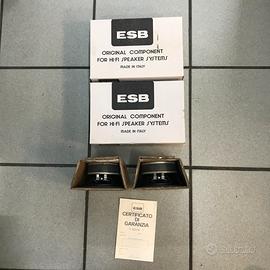 ESB
ORIGINAL COMPONENT
FOR HI-FI SPEAKER SYSTEMS
MADE IN ITALY
ESB
ORIGINAL COMPONENT
FOR HI-FI SPEAKER SYSTEMS
MADE IN ITALY
ESB
CERTIFICATO
DI
GARANZIA
subito